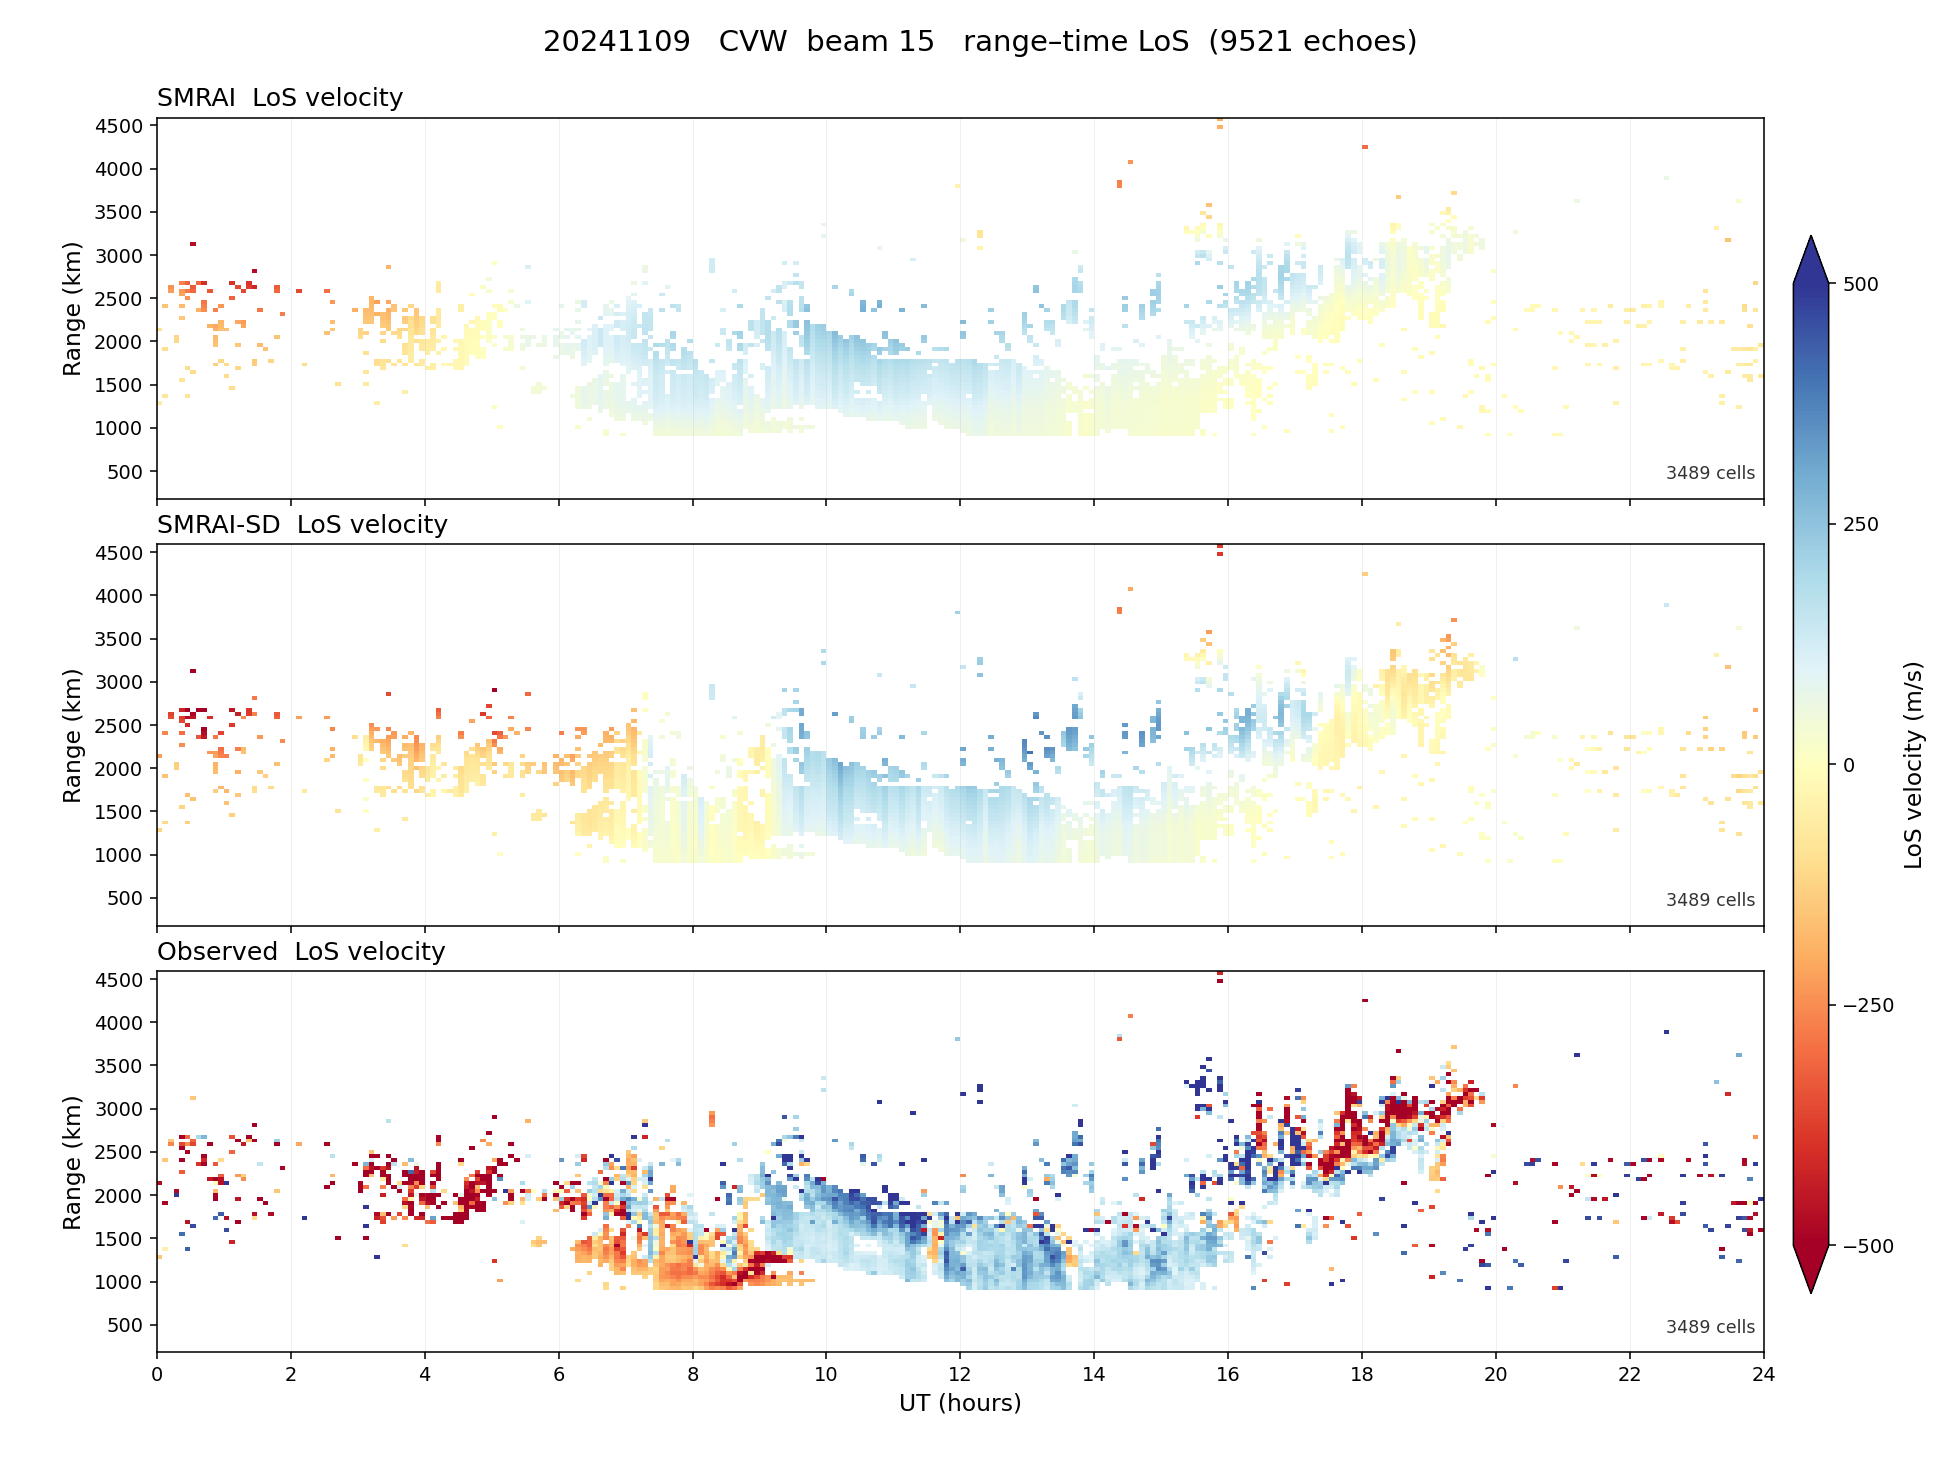 20241109   CVW  beam 15   range–time LoS  (9521 echoes)
SMRAI  LoS velocity
4500
4000
3500
3000
2500
2000
1500
1000
500
Range (km)
3489 cells
SMRAI-SD  LoS velocity
4500
4000
3500
3000
2500
2000
1500
1000
500
Range (km)
3489 cells
Observed  LoS velocity
4500
4000
3500
3000
2500
2000
1500
1000
500
Range (km)
3489 cells
0 2 4 6 8 10 12 14 16 18 20 22 24
UT (hours)
500
250
0
−250
−500
LoS velocity (m/s)